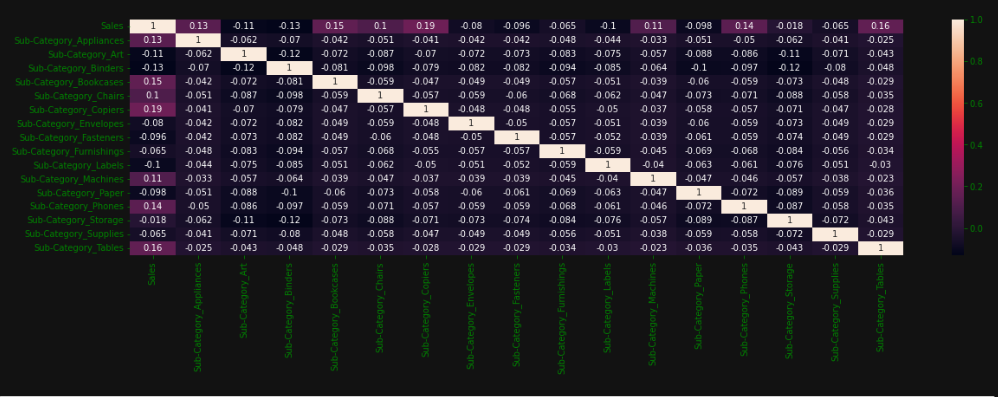 Sales 1 0.13 -0.11 -0.13 0.15 0.1 0.19 -0.08 -0.096 -0.065 -0.1 0.11 -0.098 0.14 -0.018 -0.065 0.16 1.0
Sub-Category_Appliances 0.13 1 -0.062 -0.07 -0.042 -0.051 -0.041 -0.042 -0.042 -0.048 -0.044 -0.033 -0.051 -0.05 -0.062 -0.041 -0.025
Sub-Category_Art -0.11 -0.062 1 -0.12 -0.072 -0.087 -0.07 -0.072 -0.073 -0.083 -0.075 -0.057 -0.088 -0.086 -0.11 -0.071 -0.043
Sub-Category_Binders -0.13 -0.07 -0.12 1 -0.081 -0.098 -0.079 -0.082 -0.082 -0.094 -0.085 -0.064 -0.1 -0.097 -0.12 -0.08 -0.048 0.8
Sub-Category_Bookcases 0.15 -0.042 -0.072 -0.081 1 -0.059 -0.047 -0.049 -0.049 -0.057 -0.051 -0.039 -0.06 -0.059 -0.073 -0.048 -0.029
Sub-Category_Chairs 0.1 -0.051 -0.087 -0.098 -0.059 1 -0.057 -0.059 -0.06 -0.068 -0.062 -0.047 -0.073 -0.071 -0.088 -0.058 -0.035
Sub-Category_Copiers 0.19 -0.041 -0.07 -0.079 -0.047 -0.057 1 -0.048 -0.048 -0.055 -0.05 -0.037 -0.058 -0.057 -0.071 -0.047 -0.028 0.6
Sub-Category_Envelopes -0.08 -0.042 -0.072 -0.082 -0.049 -0.059 -0.048 1 -0.05 -0.057 -0.051 -0.039 -0.06 -0.059 -0.073 -0.049 -0.029
Sub-Category_Fasteners -0.096 -0.042 -0.073 -0.082 -0.049 -0.06 -0.048 -0.05 1 -0.057 -0.052 -0.039 -0.061 -0.059 -0.074 -0.049 -0.029
Sub-Category_Furnishings -0.065 -0.048 -0.083 -0.094 -0.057 -0.068 -0.055 -0.057 -0.057 1 -0.059 -0.045 -0.069 -0.068 -0.084 -0.056 -0.034 0.4
Sub-Category_Labels -0.1 -0.044 -0.075 -0.085 -0.051 -0.062 -0.05 -0.051 -0.052 -0.059 1 -0.04 -0.063 -0.061 -0.076 -0.051 -0.03
Sub-Category_Machines 0.11 -0.033 -0.057 -0.064 -0.039 -0.047 -0.037 -0.039 -0.039 -0.045 -0.04 1 -0.047 -0.046 -0.057 -0.038 -0.023
Sub-Category_Paper -0.098 -0.051 -0.088 -0.1 -0.06 -0.073 -0.058 -0.06 -0.061 -0.069 -0.063 -0.047 1 -0.072 -0.089 -0.059 -0.036 0.2
Sub-Category_Phones 0.14 -0.05 -0.086 -0.097 -0.059 -0.071 -0.057 -0.059 -0.059 -0.068 -0.061 -0.046 -0.072 1 -0.087 -0.058 -0.035
Sub-Category_Storage -0.018 -0.062 -0.11 -0.12 -0.073 -0.088 -0.071 -0.073 -0.074 -0.084 -0.076 -0.057 -0.089 -0.087 1 -0.072 -0.043
Sub-Category_Supplies -0.065 -0.041 -0.071 -0.08 -0.048 -0.058 -0.047 -0.049 -0.049 -0.056 -0.051 -0.038 -0.059 -0.058 -0.072 1 -0.029 0.0
Sub-Category_Tables 0.16 -0.025 -0.043 -0.048 -0.029 -0.035 -0.028 -0.029 -0.029 -0.034 -0.03 -0.023 -0.036 -0.035 -0.043 -0.029 1
Sales
Sub-Category_Appliances
Sub-Category_Art
Sub-Category_Binders
Sub-Category_Bookcases
Sub-Category_Chairs
Sub-Category_Copiers
Sub-Category_Envelopes
Sub-Category_Fasteners
Sub-Category_Furnishings
Sub-Category_Labels
Sub-Category_Machines
Sub-Category_Paper
Sub-Category_Phones
Sub-Category_Storage
Sub-Category_Supplies
Sub-Category_Tables